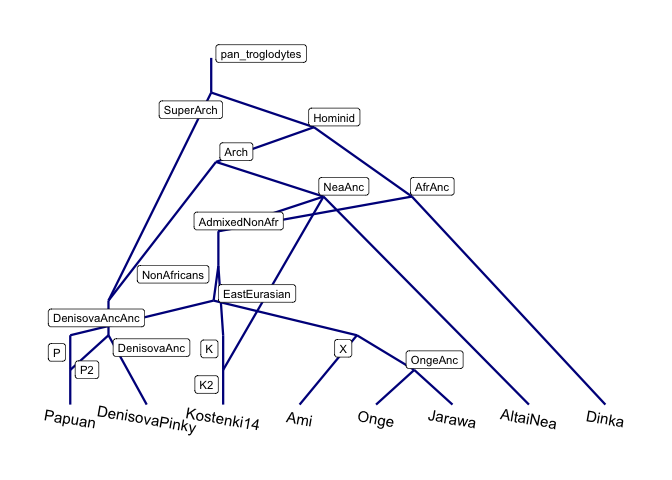 pan_troglodytes
SuperArch
Hominid
Arch
NeaAnc
AfrAnc
AdmixedNonAfr
NonAfricans
EastEurasian
DenisovaAncAnc
P
DenisovaAnc
K
X
OngeAnc
P2
K2
Papuan
DenisovaPinky
Kostenki14
Ami
Onge
Jarawa
AltaiNea
Dinka